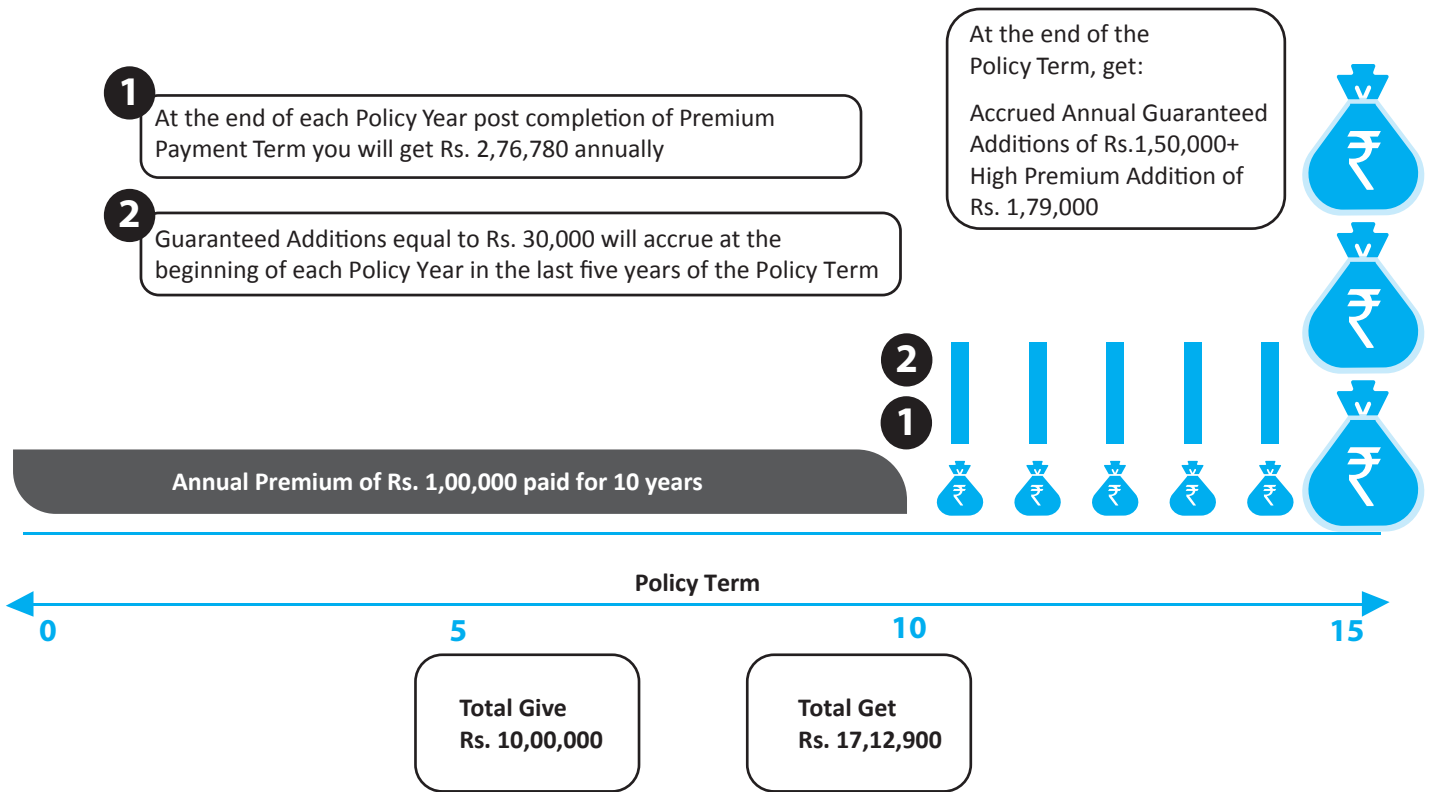 1
At the end of each Policy Year post completion of Premium
Payment Term you will get Rs. 2,76,780 annually
2
Guaranteed Additions equal to Rs. 30,000 will accrue at the
beginning of each Policy Year in the last five years of the Policy Term
At the end of the
Policy Term, get:
Accrued Annual Guaranteed
Additions of Rs.1,50,000+
High Premium Addition of
Rs. 1,79,000
₹
₹
₹
2
1
Annual Premium of Rs. 1,00,000 paid for 10 years
₹ ₹ ₹ ₹ ₹
Policy Term
0 5 10 15
Total Give
Rs. 10,00,000
Total Get
Rs. 17,12,900